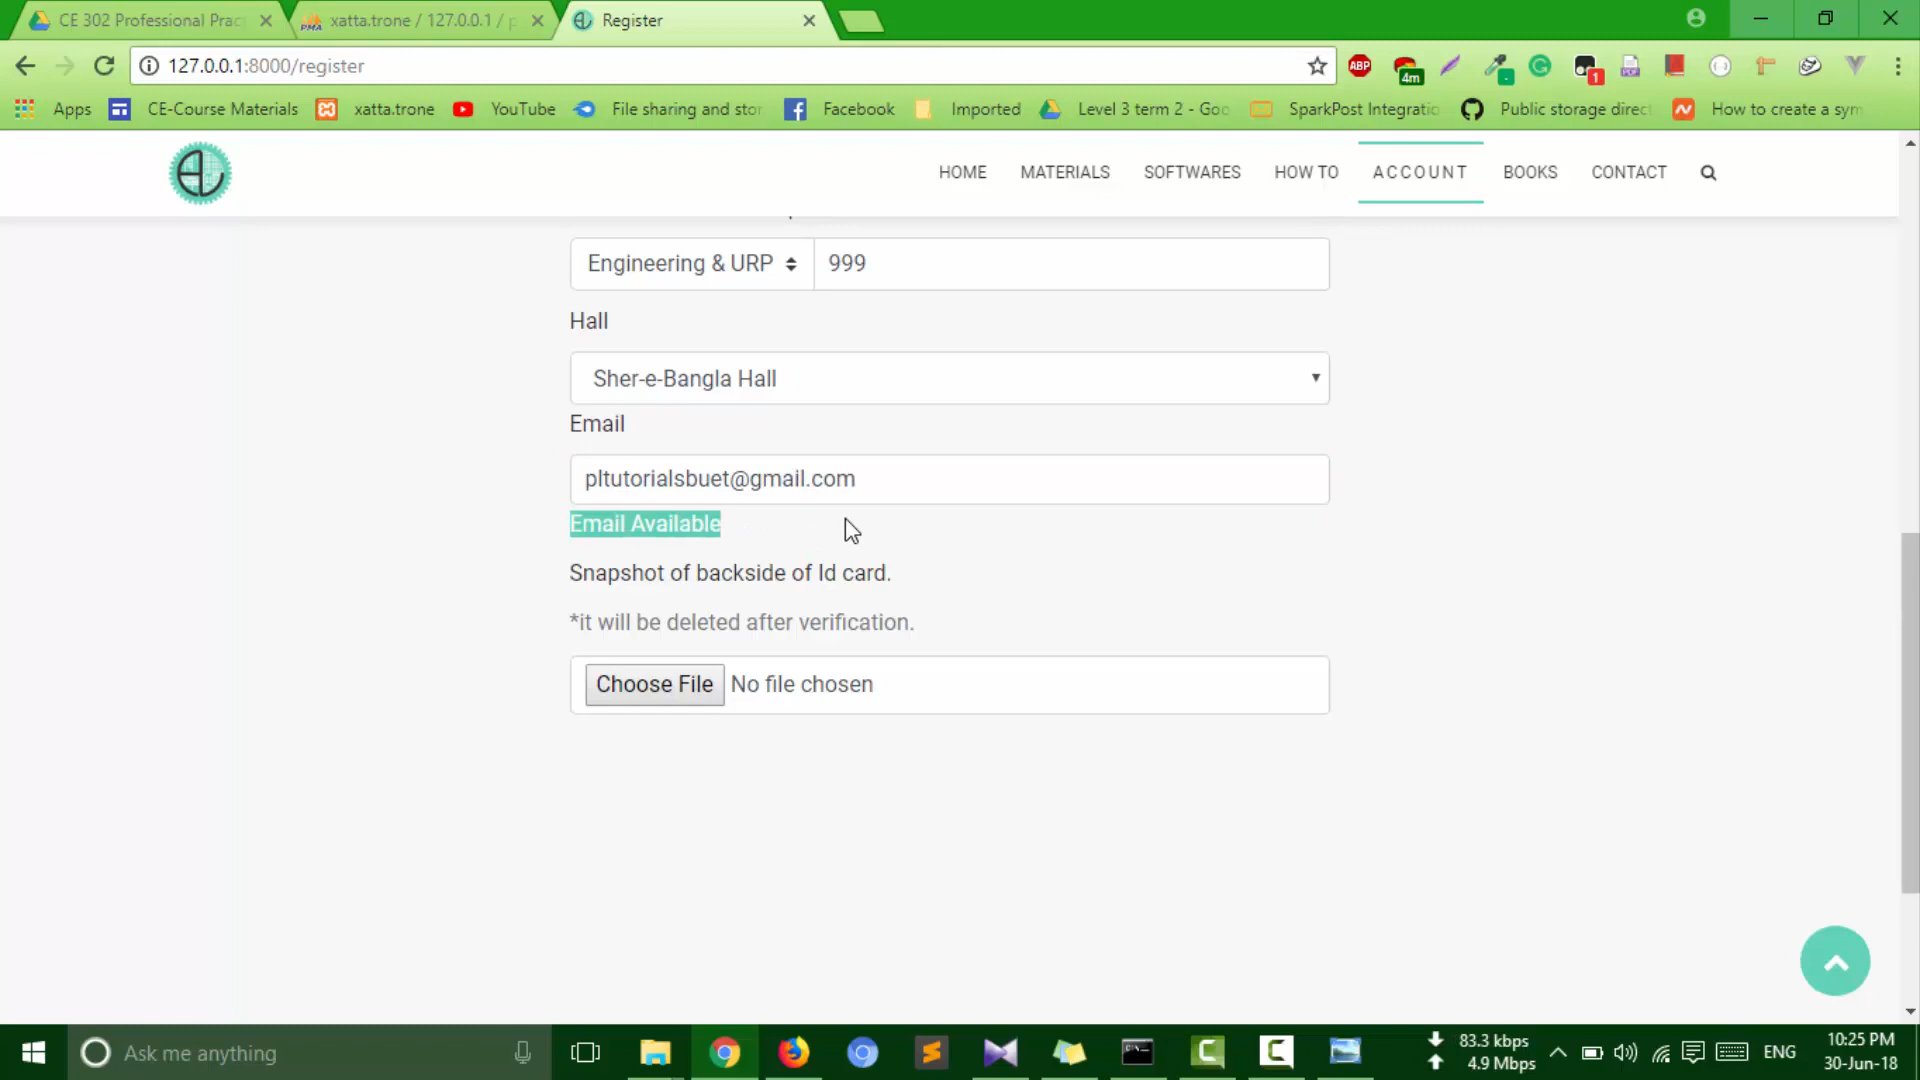 CE 302 Professional Prac
xatta.trone / 127.0.0.1 / p
Register
127.0.0.1:8000/register
ABP
4m
1
Apps
CE-Course Materials
xatta.trone
YouTube
File sharing and stor
Facebook
Imported
Level 3 term 2 - Goo
SparkPost Integratio
Public storage direct
How to create a sym
HOME
MATERIALS
SOFTWARES
HOW TO
ACCOUNT
BOOKS
CONTACT
Engineering & URP
999
Hall
Sher-e-Bangla Hall
Email
pltutorialsbuet@gmail.com
Email Available
Snapshot of backside of Id card.
*it will be deleted after verification.
Choose File No file chosen
Ask me anything
83.3 kbps
4.9 Mbps
ENG
10:25 PM
30-Jun-18